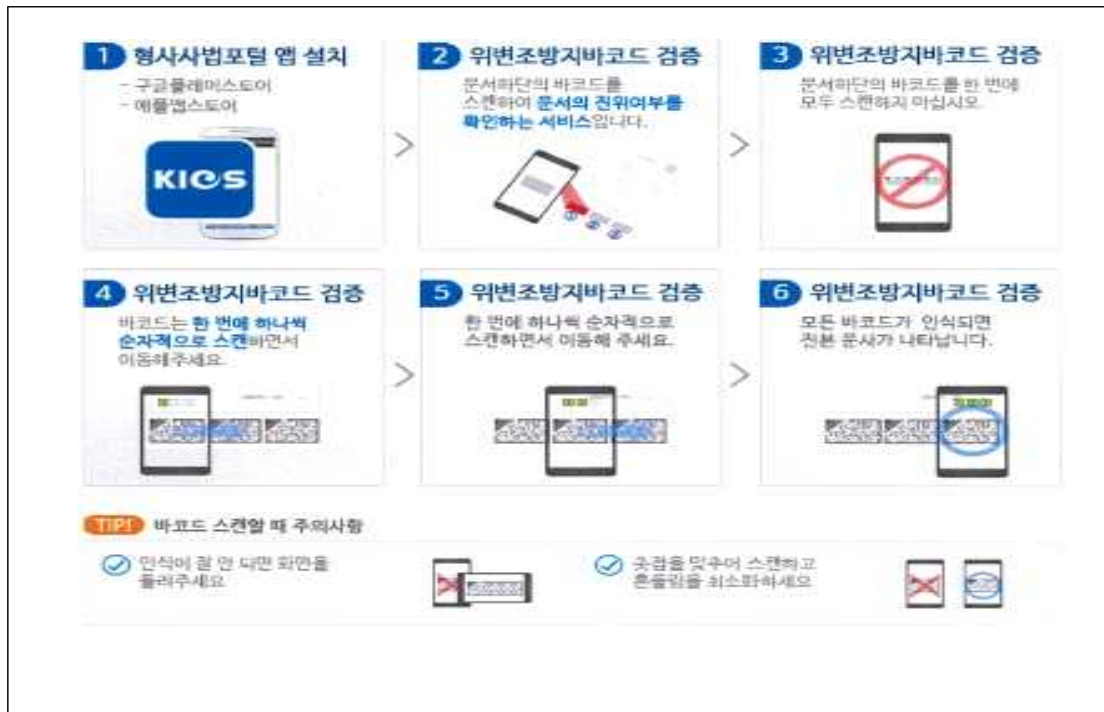 1 형사사법포털 앱 설치
- 구글플레이스토어
- 애플앱스토어
KICS
2 위변조방지바코드 검증
문서하단의 바코드를
스캔하여 문서의 진위여부를
확인하는 서비스입니다.
3 위변조방지바코드 검증
문서하단의 바코드를 한 번에
모두 스캔하지 마십시오.
4 위변조방지바코드 검증
바코드는 한 번에 하나씩
순차적으로 스캔하면서
이동해주세요.
5 위변조방지바코드 검증
한 번에 하나씩 순차적으로
스캔하면서 이동해 주세요.
6 위변조방지바코드 검증
모든 바코드가 인식되면
진본 문서가 나타납니다.
TIP! 바코드 스캔할 때 주의사항
인식이 잘 안 되면 화면을
돌려주세요
초점을 맞추어 스캔하고
흔들림을 최소화하세요